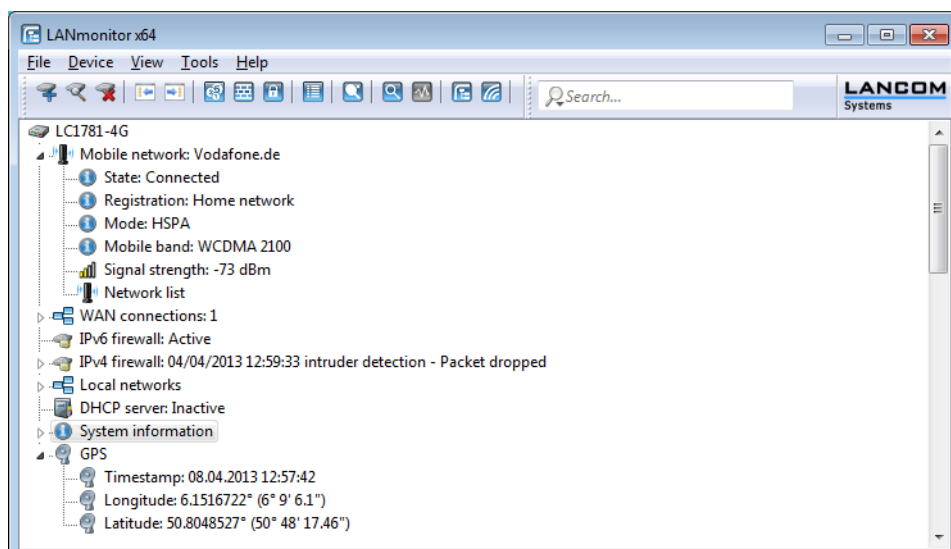 LANmonitor x64
File Device View Tools Help
Search...
LANCOM
Systems
LC1781-4G
Mobile network: Vodafone.de
State: Connected
Registration: Home network
Mode: HSPA
Mobile band: WCDMA 2100
Signal strength: -73 dBm
Network list
WAN connections: 1
IPv6 firewall: Active
IPv4 firewall: 04/04/2013 12:59:33 intruder detection - Packet dropped
Local networks
DHCP server: Inactive
System information
GPS
Timestamp: 08.04.2013 12:57:42
Longitude: 6.1516722° (6° 9' 6.1")
Latitude: 50.8048527° (50° 48' 17.46")